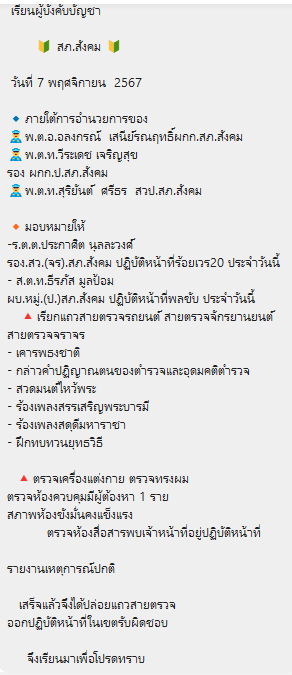 เรียนผู้บังคับบัญชา
🔰 สภ.สังคม 🔰
วันที่ 7 พฤศจิกายน 2567
🔹ภายใต้การอำนวยการของ
👮พ.ต.อ.อลงกรณ์ เสนีย์รณฤทธิ์ผกก.สภ.สังคม
👮พ.ต.ท.วีระเดช เจริญสุข
รอง ผกก.ป.สภ.สังคม
👮พ.ต.ท.สุริยันต์ ศรีธร สวป.สภ.สังคม
🔸มอบหมายให้
-ร.ต.ต.ประกาศิต นุลละวงศ์
รอง.สว.(จร).สภ.สังคม ปฏิบัติหน้าที่ร้อยเวร20 ประจำวันนี้
- ส.ต.ท.ธีรภัส มูลป้อม
ผบ.หมู่.(ป.)สภ.สังคม ปฏิบัติหน้าที่พลขับ ประจำวันนี้
🔺เรียกแถวสายตรวจรถยนต์ สายตรวจจักรยานยนต์
สายตรวจจราจร
- เคารพธงชาติ
- กล่าวคำปฏิญาณตนของตำรวจและอุดมคติตำรวจ
- สวดมนต์ไหว้พระ
- ร้องเพลงสรรเสริญพระบารมี
- ร้องเพลงสดุดีมหาราชา
- ฝึกทบทวนยุทธวิธี
🔺ตรวจเครื่องแต่งกาย ตรวจทรงผม
ตรวจห้องควบคุมมีผู้ต้องหา 1 ราย
สภาพห้องขังมั่นคงแข็งแรง
ตรวจห้องสื่อสารพบเจ้าหน้าที่อยู่ปฏิบัติหน้าที่
รายงานเหตุการณ์ปกติ
เสร็จแล้วจึงได้ปล่อยแถวสายตรวจ
ออกปฏิบัติหน้าที่ในเขตรับผิดชอบ
จึงเรียนมาเพื่อโปรดทราบ